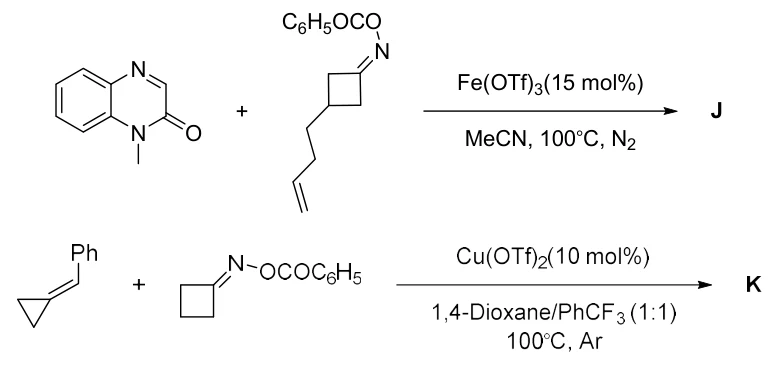 C6H5OCO
N
N
N
O
+
Fe(OTf)3(15 mol%)
MeCN, 100°C, N2
J
Ph
+
N
OCOC6H5
Cu(OTf)2(10 mol%)
1,4-Dioxane/PhCF3 (1:1)
100°C, Ar
K